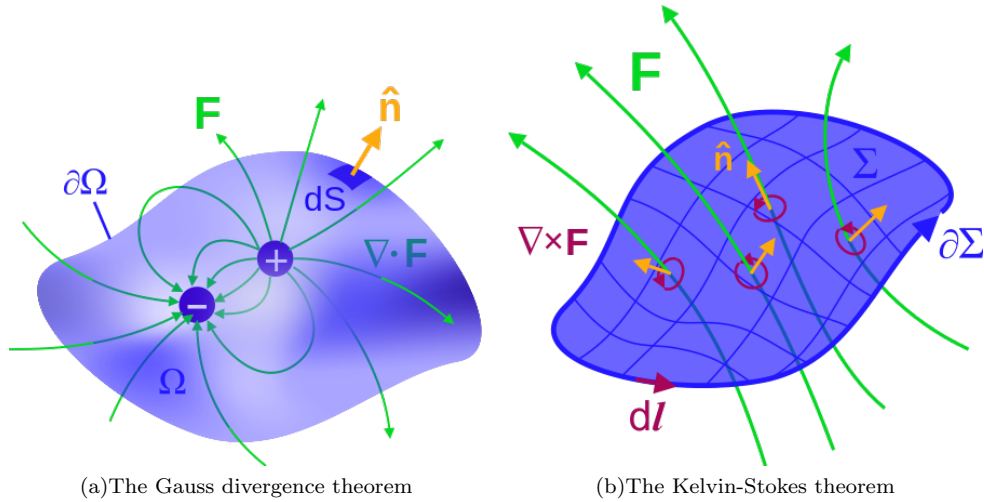 F
n̂
∂Ω
dS
∇·F
+
−
Ω
F
n̂
Σ
∇×F
∂Σ
dl
(a)The Gauss divergence theorem
(b)The Kelvin-Stokes theorem